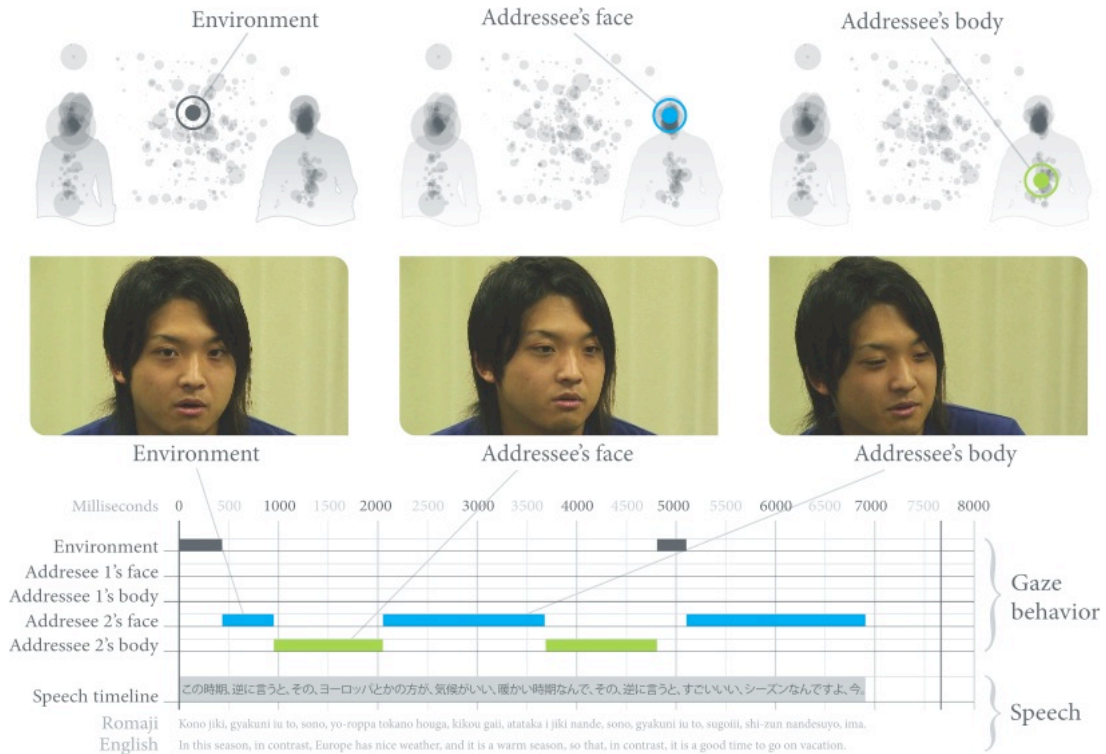 Environment
Addressee's face
Addressee's body
Environment
Addressee's face
Addressee's body
Milliseconds 0 500 1000 1500 2000 2500 3000 3500 4000 4500 5000 5500 6000 6500 7000 7500 8000
Environment
Addresee 1's face
Addressee 1's body
Addresee 2's face
Addressee 2's body
Gaze
behavior
Speech timeline この時期、逆に言うと、その、ヨーロッパとかの方が、気候がいい、暖かい時期なんで、その、逆に言うと、すごいいい、シーズンなんですよ、今。
Romaji Kono jiki, gyakuni iu to, sono, yo-roppa tokano houga, kikou gaii, atataka i jiki nande, sono, gyakuni iu to, sugoiii, shi-zun nandesuyo, ima.
English In this season, in contrast, Europe has nice weather, and it is a warm season, so that, in contrast, it is a good time to go on vacation.
Speech